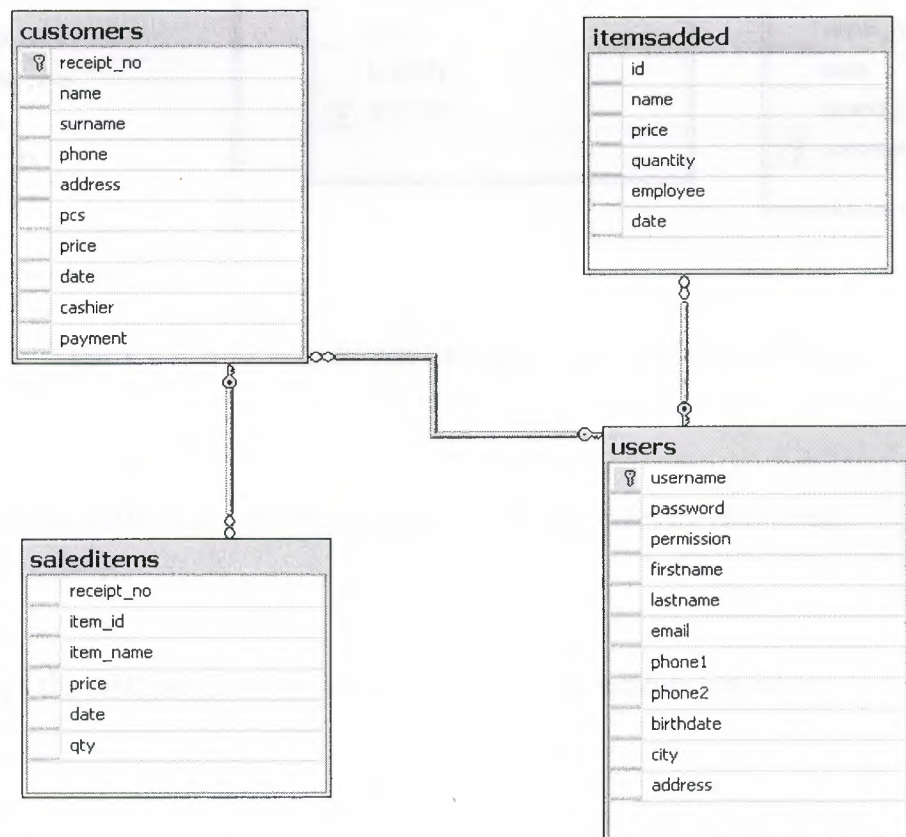 customers
receipt_no
name
surname
phone
address
pcs
price
date
cashier
payment
itemsadded
id
name
price
quantity
employee
date
saleditems
receipt_no
item_id
item_name
price
date
qty
users
username
password
permission
firstname
lastname
email
phone1
phone2
birthdate
city
address